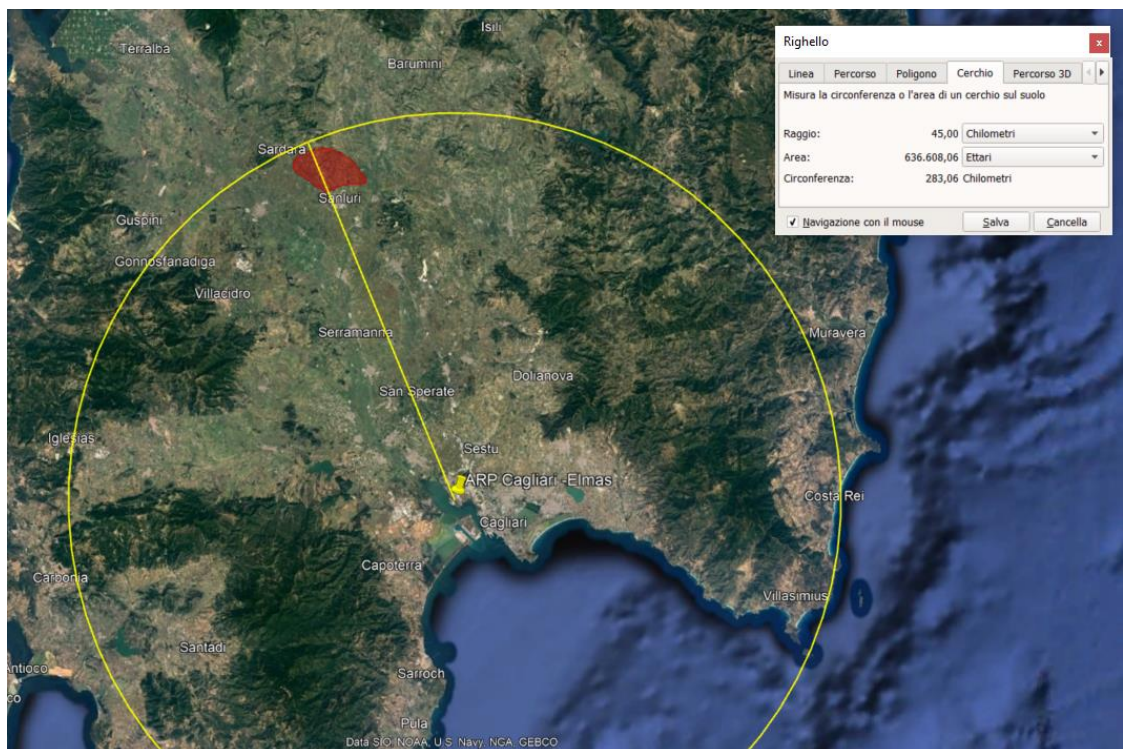 Isili
Terralba
Barumini
Sardara
Sanluri
Guspini
Gonnosfanadiga
Villacidro
Serramanna
Muravera
Dolianova
San Sperate
Iglesias
Sestu
ARP Cagliari -Elmas
Costa Rei
Cagliari
Capoterra
Carbonia
Villasimius
Santadi
Antioco
co
Sarroch
Pula
Data SIO, NOAA, U.S. Navy, NGA, GEBCO
Righello
x
Linea Percorso Poligono Cerchio Percorso 3D
Misura la circonferenza o l'area di un cerchio sul suolo
Raggio: 45,00 Chilometri
Area: 636.608,06 Ettari
Circonferenza: 283,06 Chilometri
Navigazione con il mouse Salva Cancella